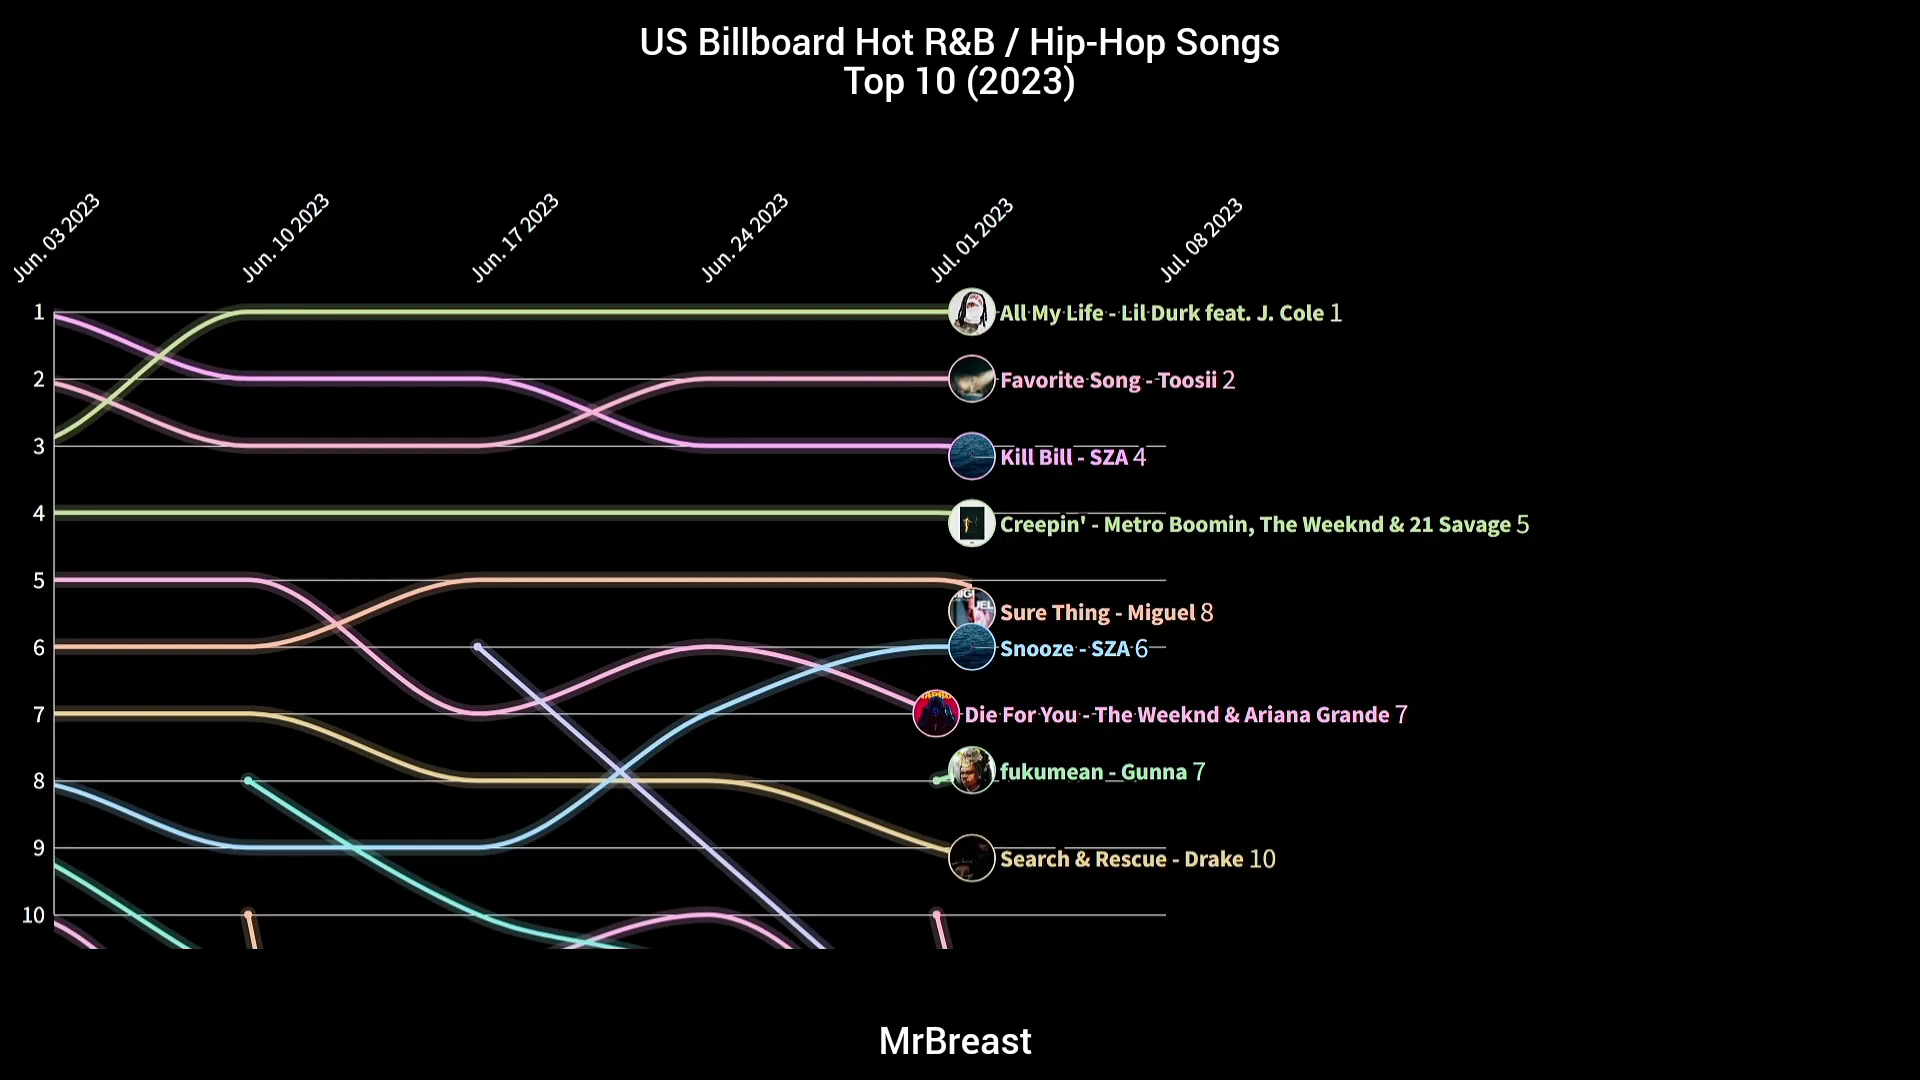 US Billboard Hot R&B / Hip-Hop Songs
Top 10 (2023)
Jun. 03 2023
Jun. 10 2023
Jun. 17 2023
Jun. 24 2023
Jul. 01 2023
Jul. 08 2023
1
All My Life - Lil Durk feat. J. Cole 1
2
Favorite Song - Toosii 2
3
Kill Bill - SZA 4
4
Creepin' - Metro Boomin, The Weeknd & 21 Savage 5
5
Sure Thing - Miguel 8
6
Snooze - SZA 6
7
Die For You - The Weeknd & Ariana Grande 7
8
fukumean - Gunna 7
9
Search & Rescue - Drake 10
10
MrBreast